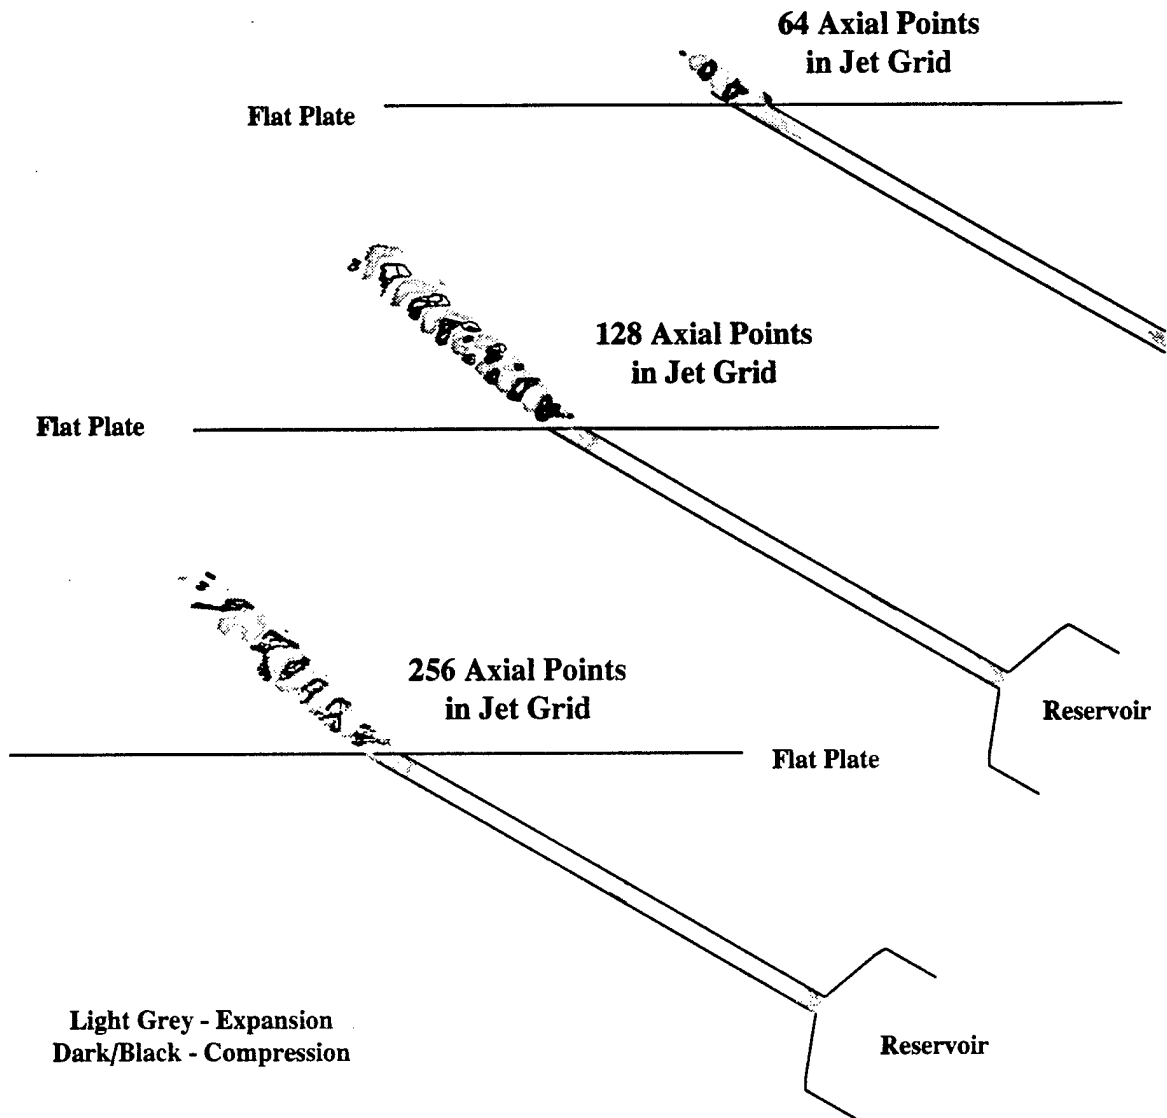 64 Axial Points
in Jet Grid
Flat Plate
128 Axial Points
in Jet Grid
Flat Plate
256 Axial Points
in Jet Grid
Reservoir
Flat Plate
Light Grey - Expansion
Dark/Black - Compression
Reservoir